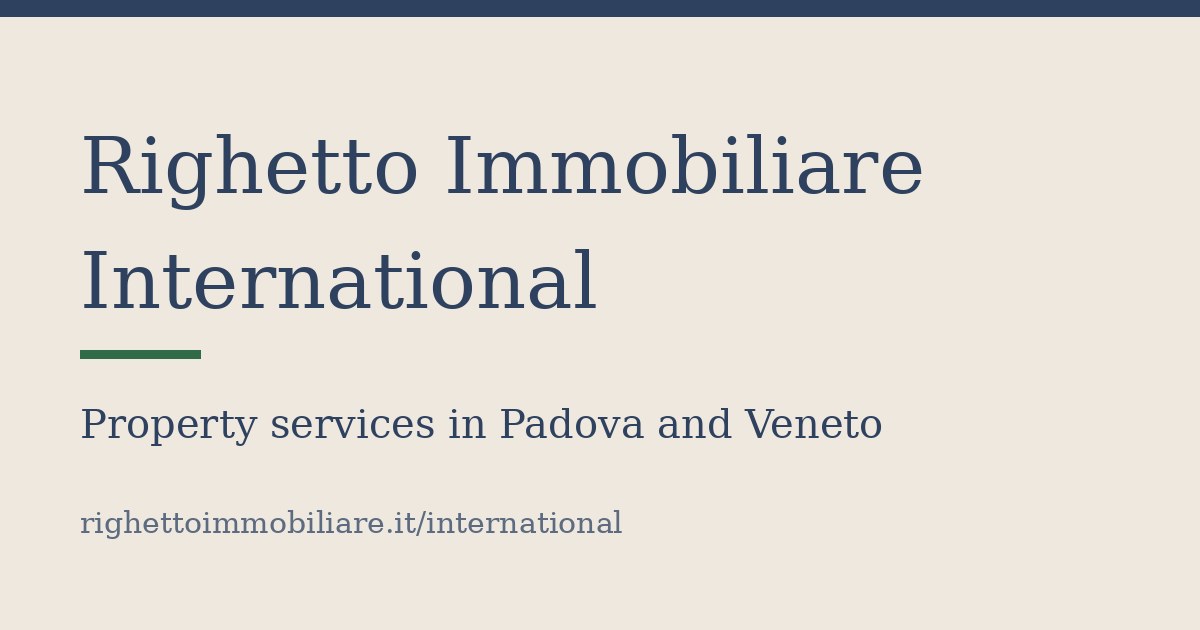 Righetto Immobiliare
International
Property services in Padova and Veneto
righettoimmobiliare.it/international